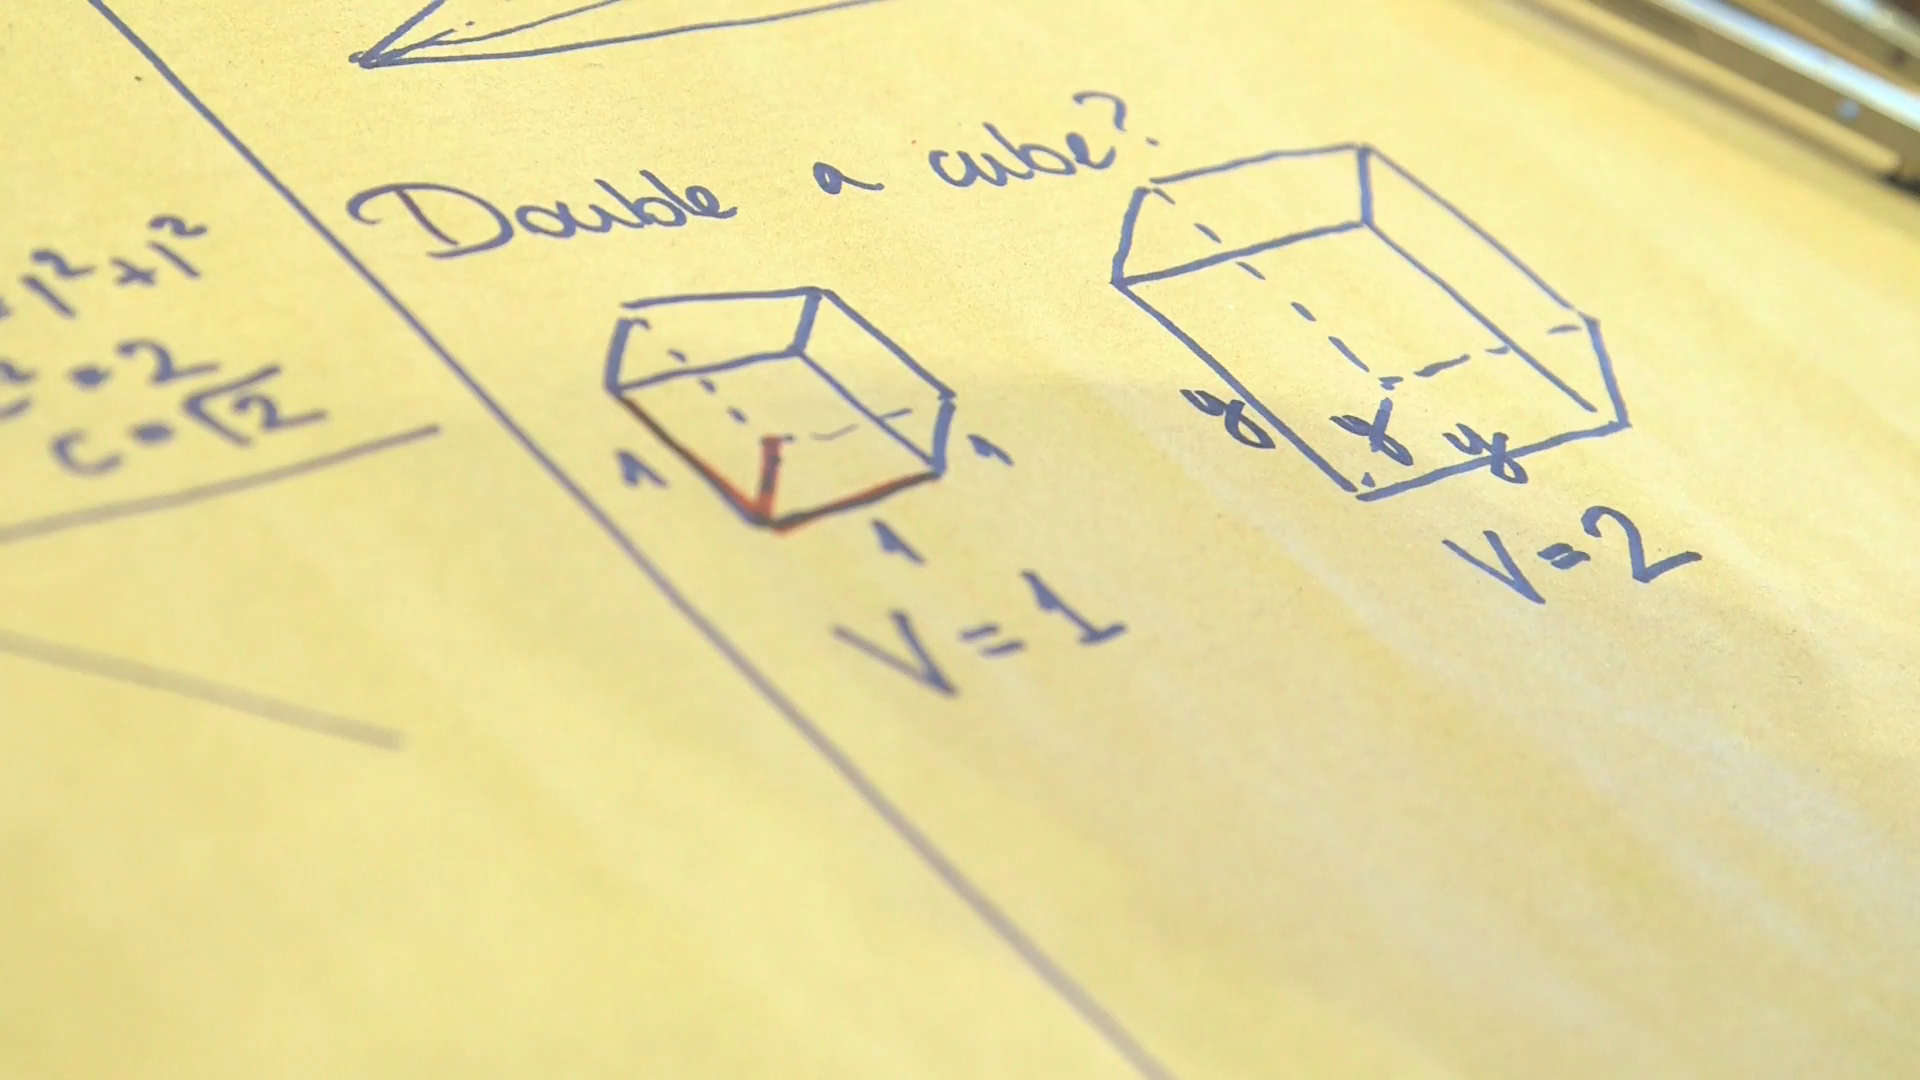 Double a cube?
1²+1²
= 2
c = √2
1
1
1
V=1
y
y
y
V=2